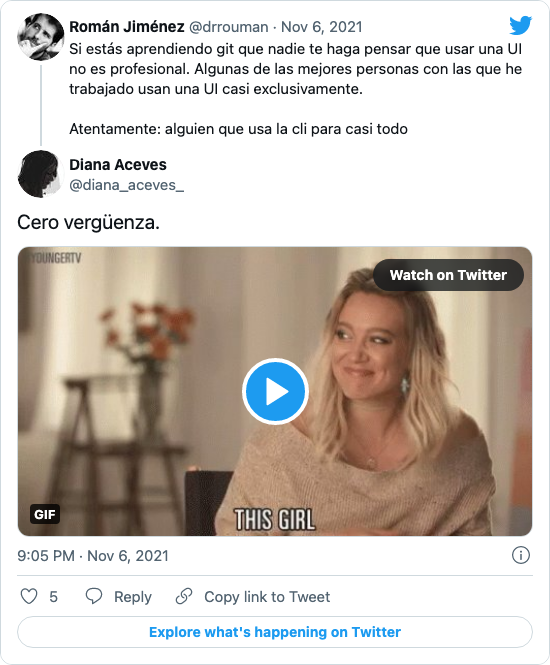 Román Jiménez @drrouman · Nov 6, 2021
Si estás aprendiendo git que nadie te haga pensar que usar una UI
no es profesional. Algunas de las mejores personas con las que he
trabajado usan una UI casi exclusivamente.
Atentamente: alguien que usa la cli para casi todo
Diana Aceves
@diana_aceves_
Cero vergüenza.
YOUNGERTV
Watch on Twitter
GIF
THIS GIRL
9:05 PM · Nov 6, 2021
5 Reply Copy link to Tweet
Explore what's happening on Twitter